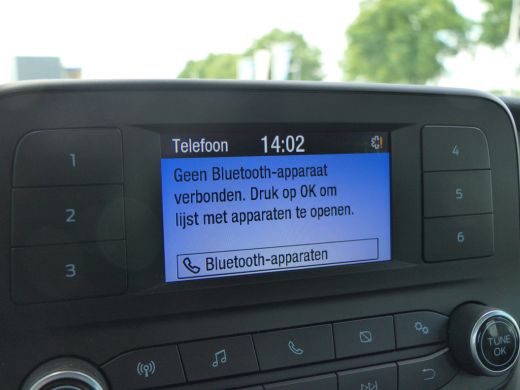 Telefoon 14:02
Geen Bluetooth-apparaat
verbonden. Druk op OK om
lijst met apparaten te openen.
Bluetooth-apparaten
1
2
3
4
5
6
TUNE
OK